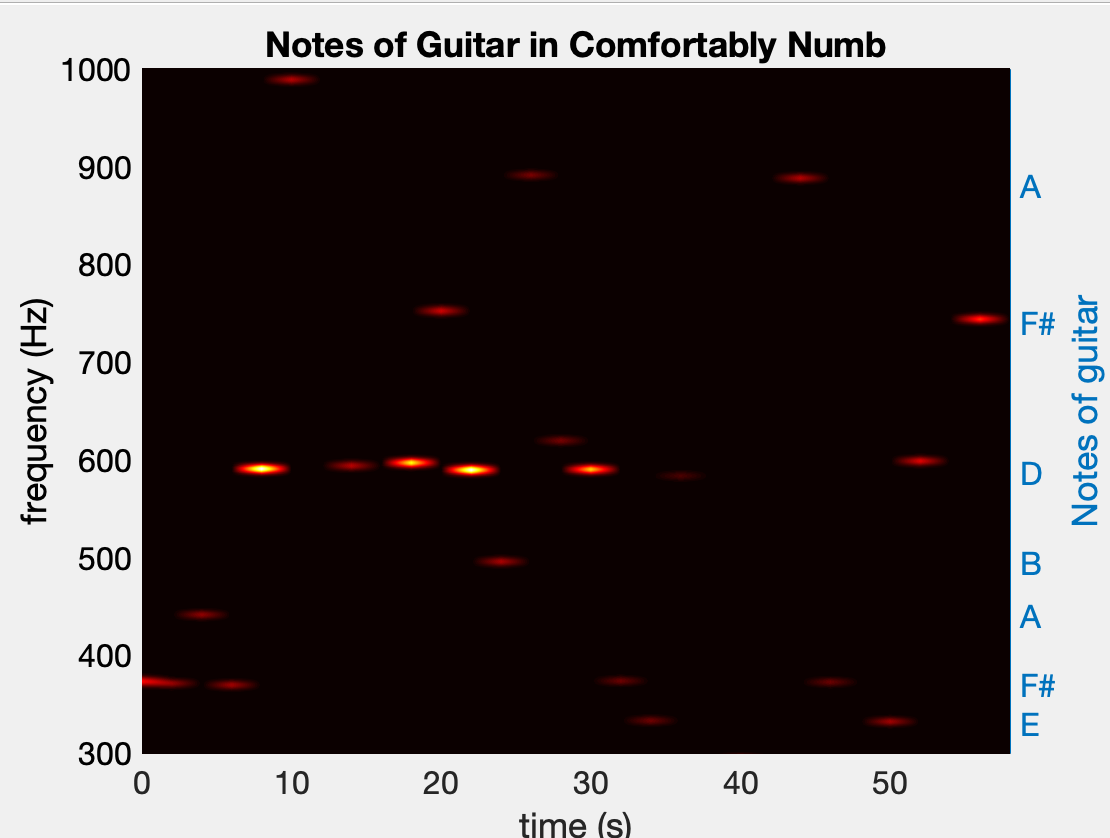 Notes of Guitar in Comfortably Numb
1000
900
800
700
600
500
400
300
frequency (Hz)
0 10 20 30 40 50
time (s)
A
F#
D
B
A
F#
E
Notes of guitar